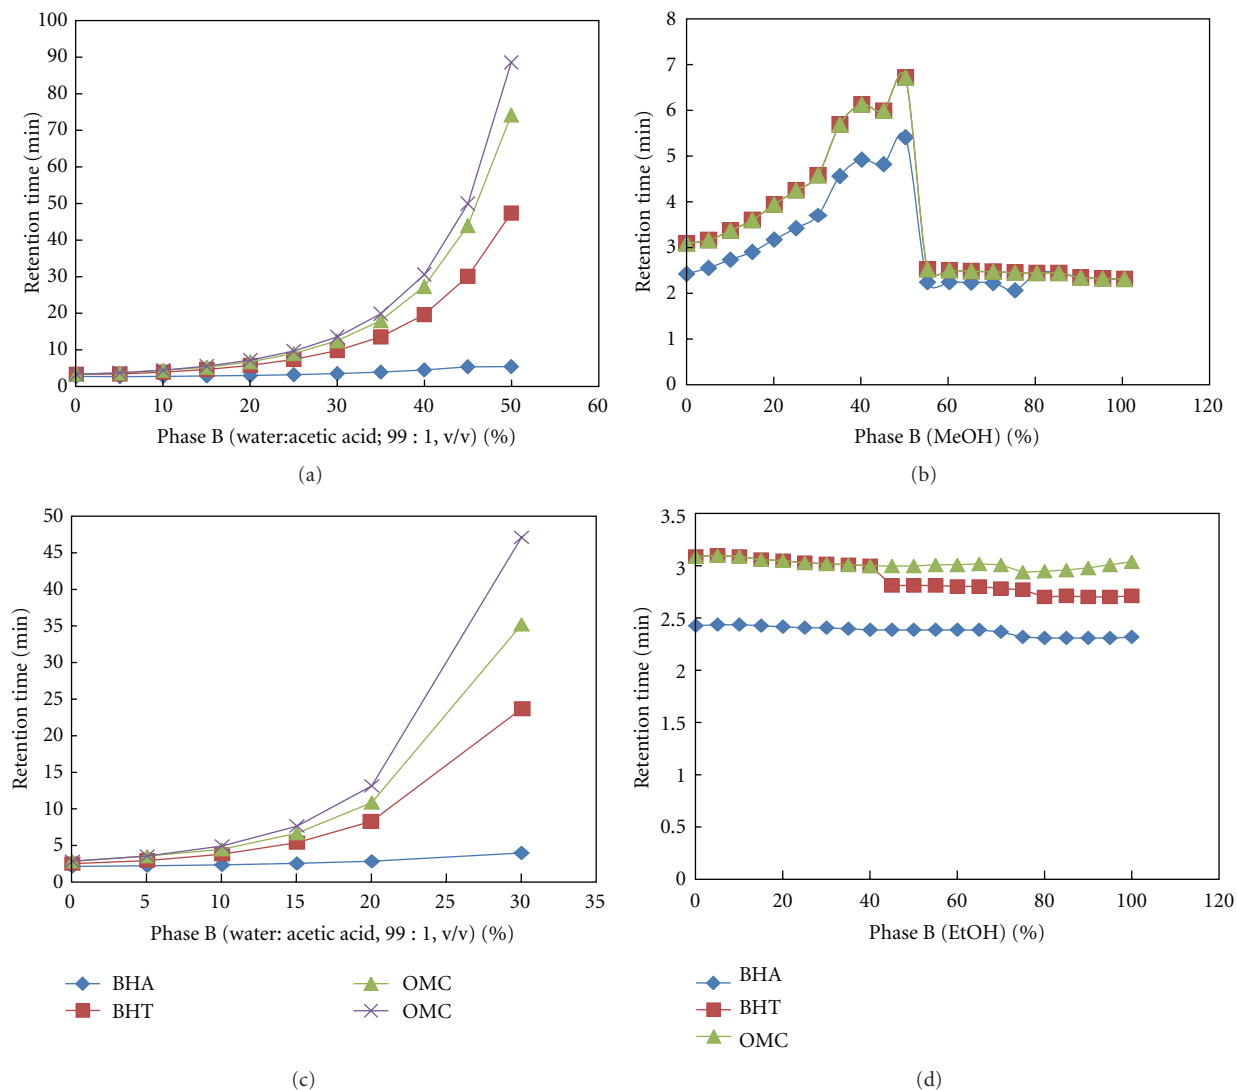 100
90
80
70
60
50
40
30
20
10
0
Retention time (min)
0 10 20 30 40 50 60
Phase B (water:acetic acid; 99 : 1, v/v) (%)
(a)
8
7
6
5
4
3
2
1
0
Retention time (min)
0 20 40 60 80 100 120
Phase B (MeOH) (%)
(b)
50
45
40
35
30
25
20
15
10
5
0
Retention time (min)
0 5 10 15 20 25 30 35
Phase B (water: acetic acid, 99 : 1, v/v) (%)
BHA OMC
BHT OMC
(c)
3.5
3
2.5
2
1.5
1
0.5
0
Retention time (min)
0 20 40 60 80 100 120
Phase B (EtOH) (%)
BHA
BHT
OMC
(d)